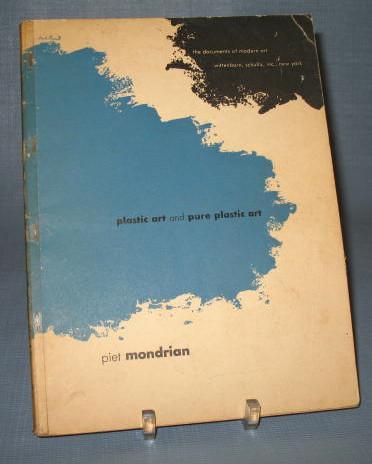 the documents of modern art
wittenborn, schultz, inc., new york
plastic art and pure plastic art
piet mondrian